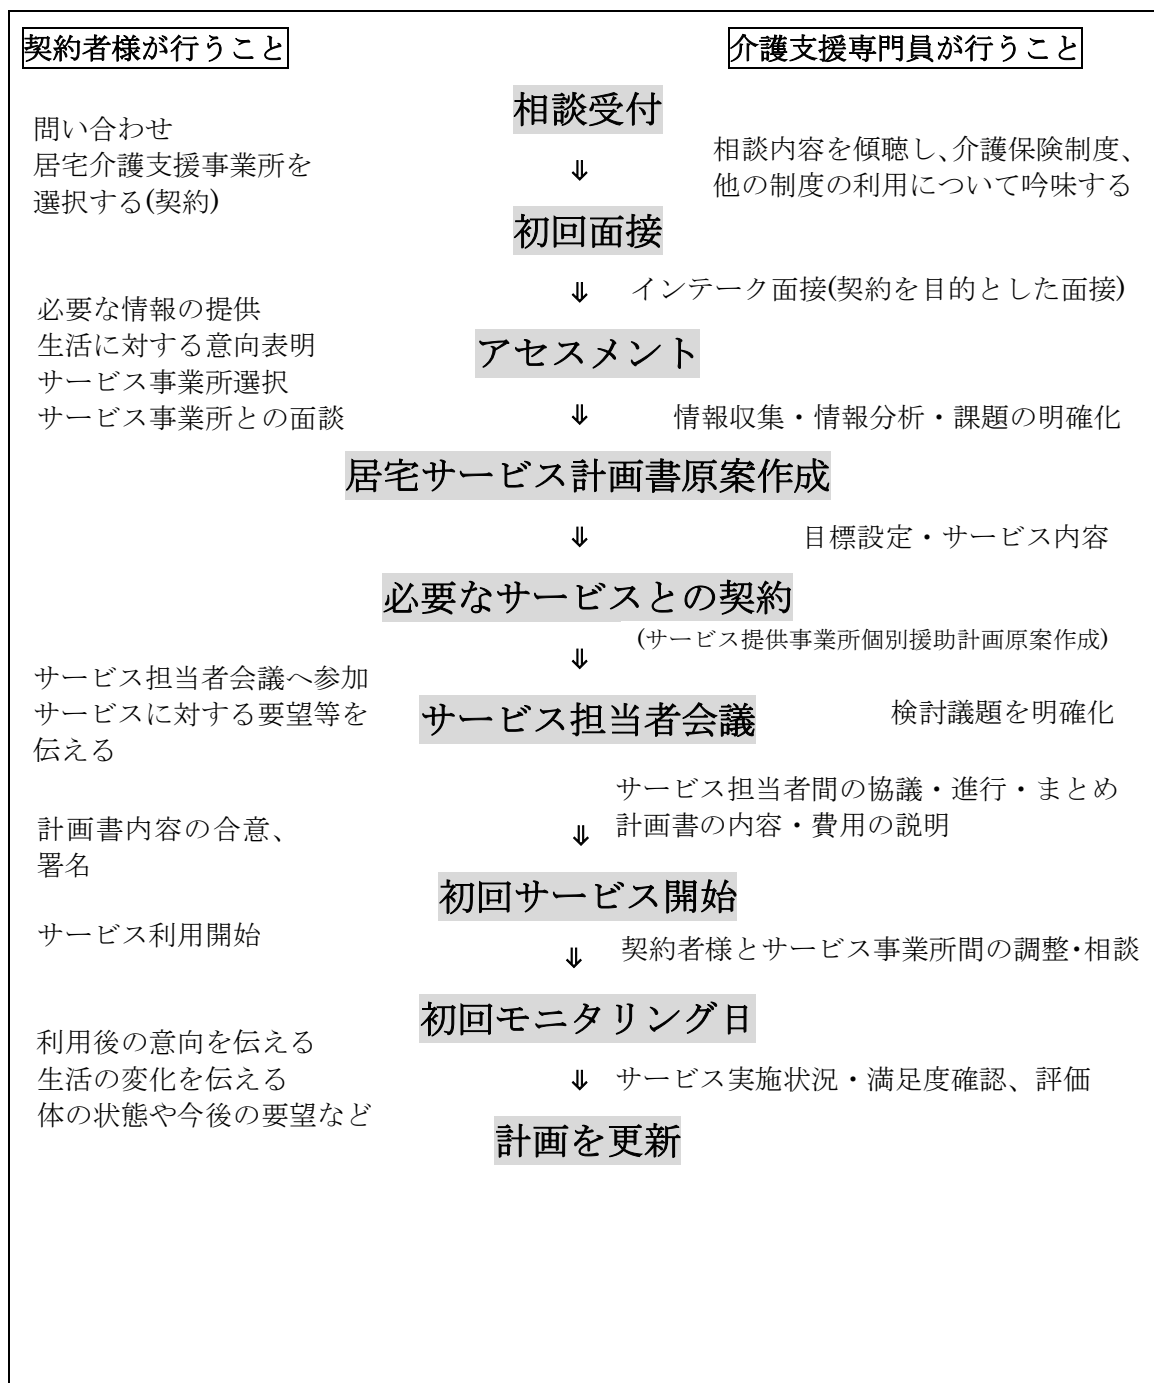 契約者様が行うこと
介護支援専門員が行うこと
相談受付
問い合わせ
居宅介護支援事業所を
選択する(契約)
⇓
相談内容を傾聴し、介護保険制度、
他の制度の利用について吟味する
初回面接
⇓
インテーク面接(契約を目的とした面接)
必要な情報の提供
生活に対する意向表明
サービス事業所選択
サービス事業所との面談
アセスメント
⇓
情報収集・情報分析・課題の明確化
居宅サービス計画書原案作成
⇓
目標設定・サービス内容
必要なサービスとの契約
(サービス提供事業所個別援助計画原案作成)
⇓
サービス担当者会議へ参加
サービスに対する要望等を
伝える
サービス担当者会議
検討議題を明確化
サービス担当者間の協議・進行・まとめ
計画書の内容・費用の説明
⇓
計画書内容の合意、
署名
初回サービス開始
サービス利用開始
⇓
契約者様とサービス事業所間の調整・相談
初回モニタリング日
利用後の意向を伝える
生活の変化を伝える
体の状態や今後の要望など
⇓
サービス実施状況・満足度確認、評価
計画を更新